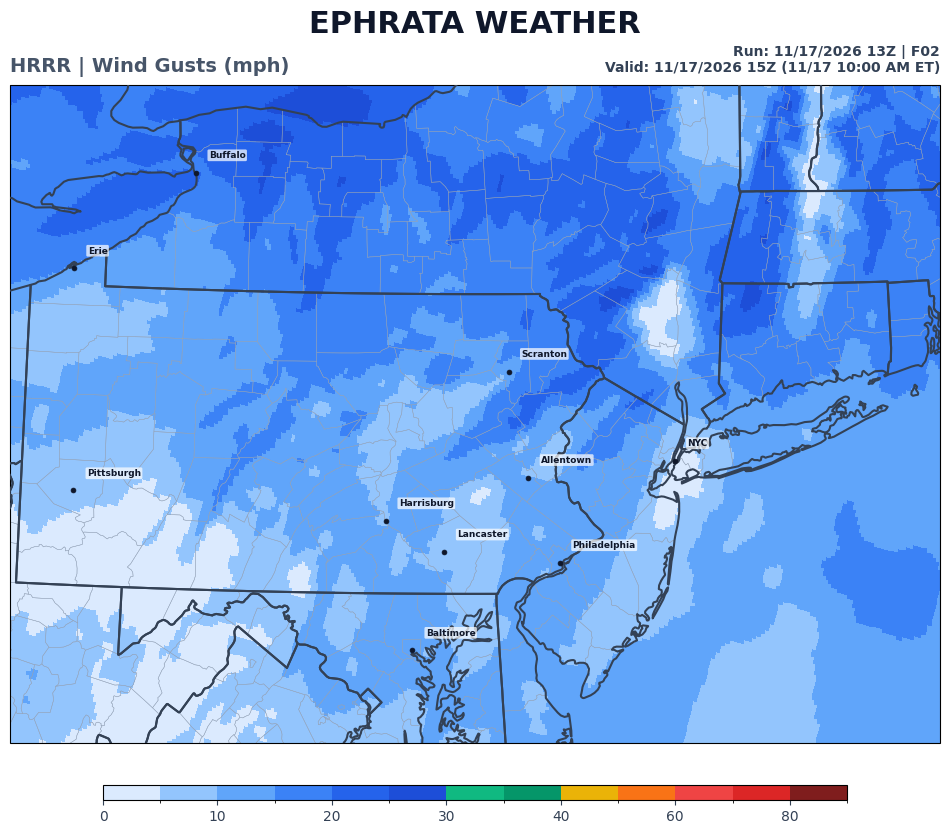 EPHRATA WEATHER
HRRR | Wind Gusts (mph)
Run: 11/17/2026 13Z | F02
Valid: 11/17/2026 15Z (11/17 10:00 AM ET)
Buffalo
Erie
Scranton
NYC
Allentown
Pittsburgh
Harrisburg
Lancaster
Philadelphia
Baltimore
0 10 20 30 40 60 80